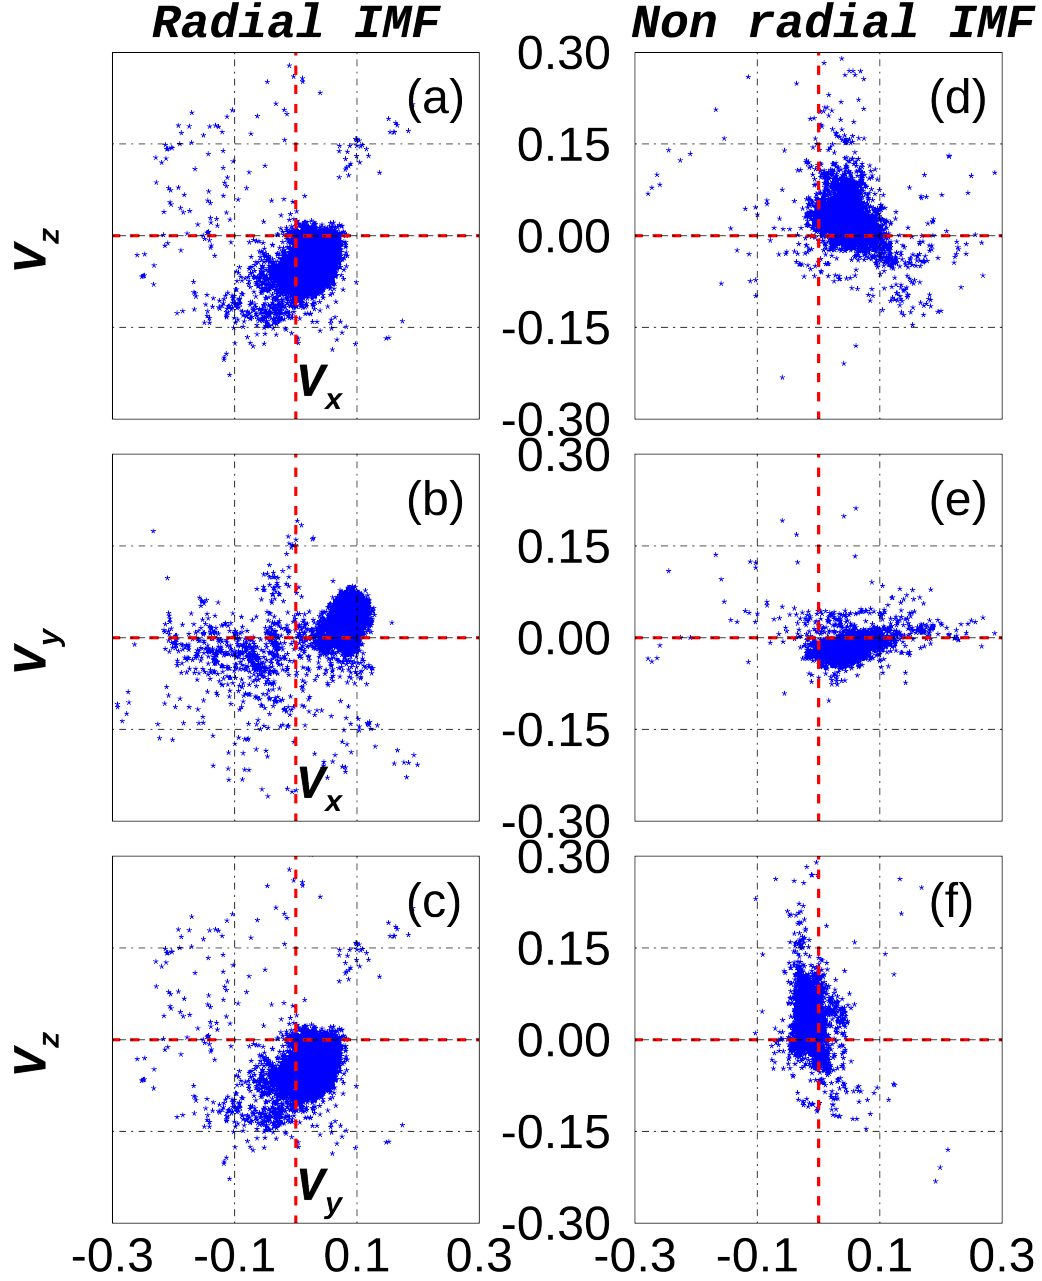 Radial IMF
Non radial IMF
(a)
(d)
0.30
0.15
0.00
-0.15
-0.30
Vz
Vx
(b)
(e)
0.30
0.15
0.00
-0.15
-0.30
Vy
Vx
(c)
(f)
0.30
0.15
0.00
-0.15
-0.30
Vz
Vy
-0.3 -0.1 0.1 0.3
-0.3 -0.1 0.1 0.3